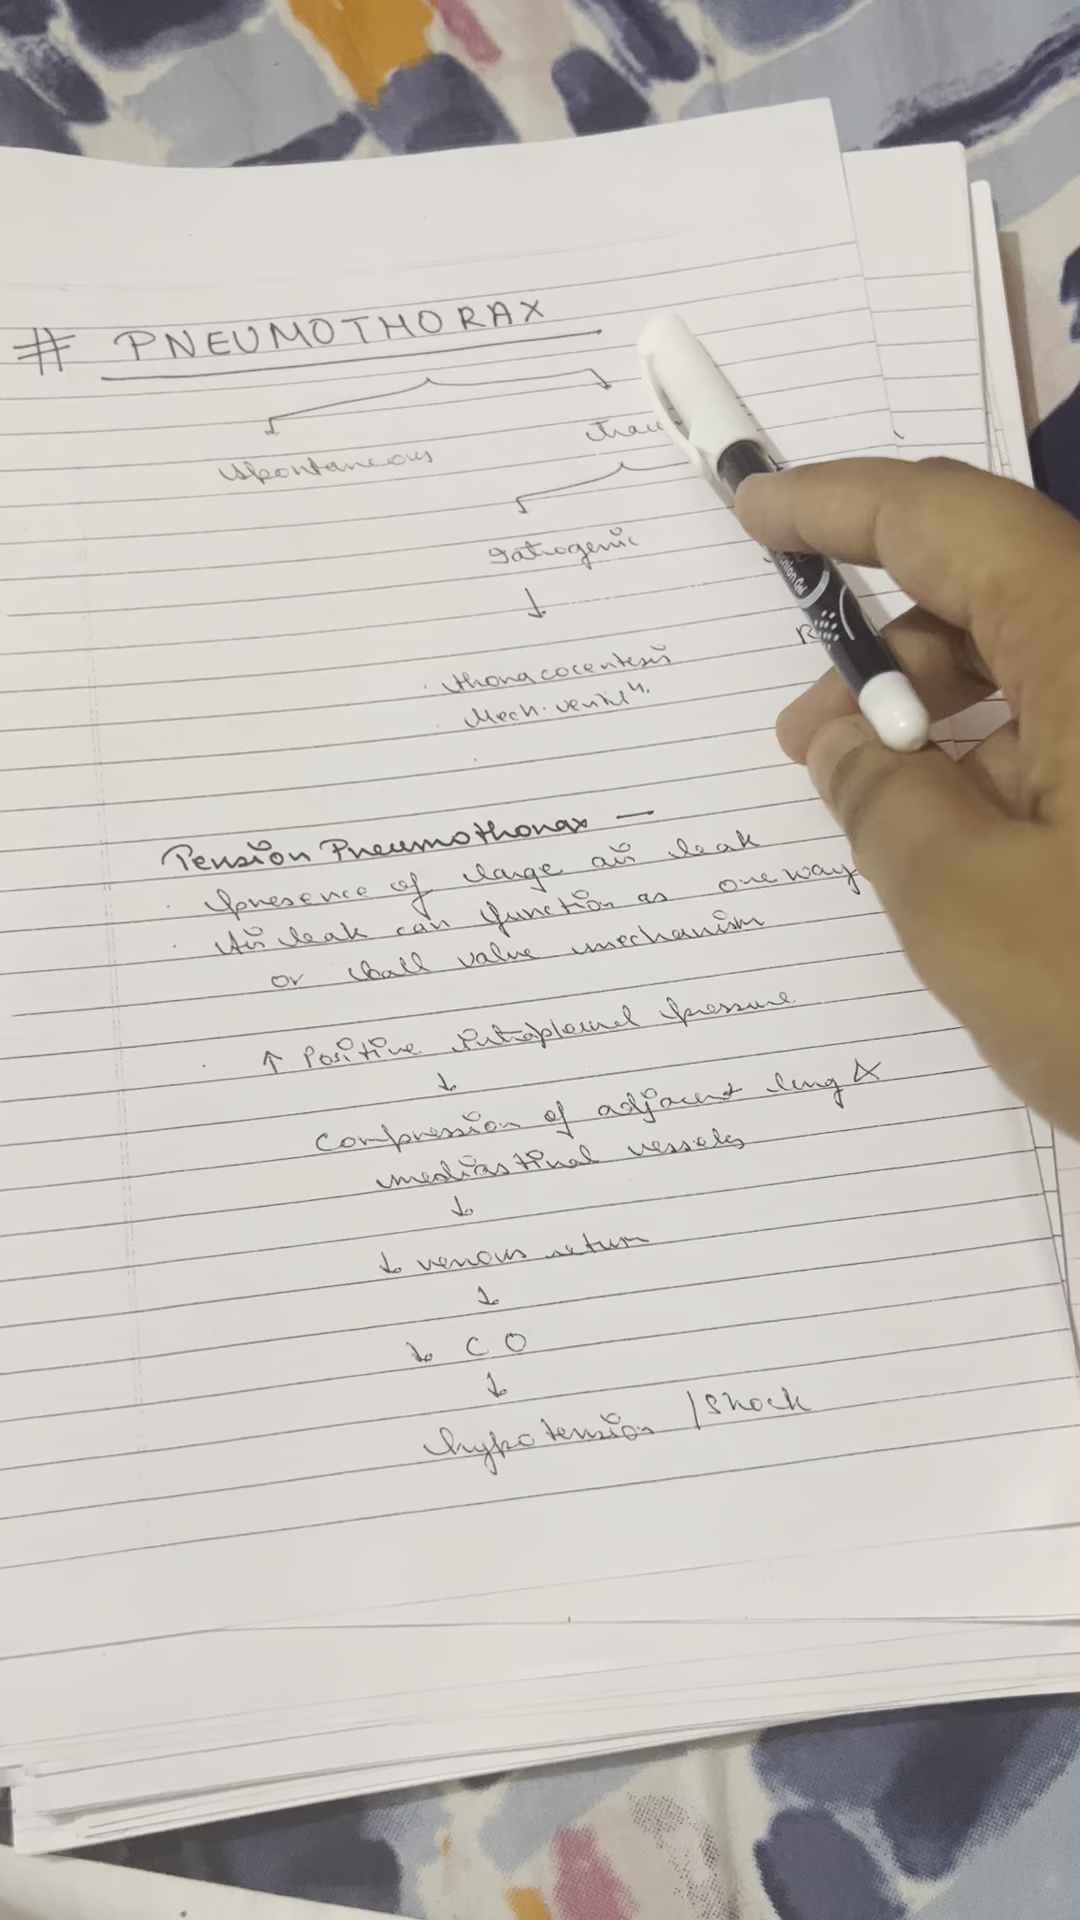 # PNEUMOTHORAX
Spontaneous
Iatrogenic
Thoracocentesis
Mech. ventilⁿ.
Tension Pneumothorax —
presence of large air leak
Air leak can function as one way
or ball valve mechanism
↑ Positive intrapleural pressure
↓
Compression of adjacent lung &
mediastinal vessels
↓
↓ venous return
↓
↓ CO
↓
hypotension / shock